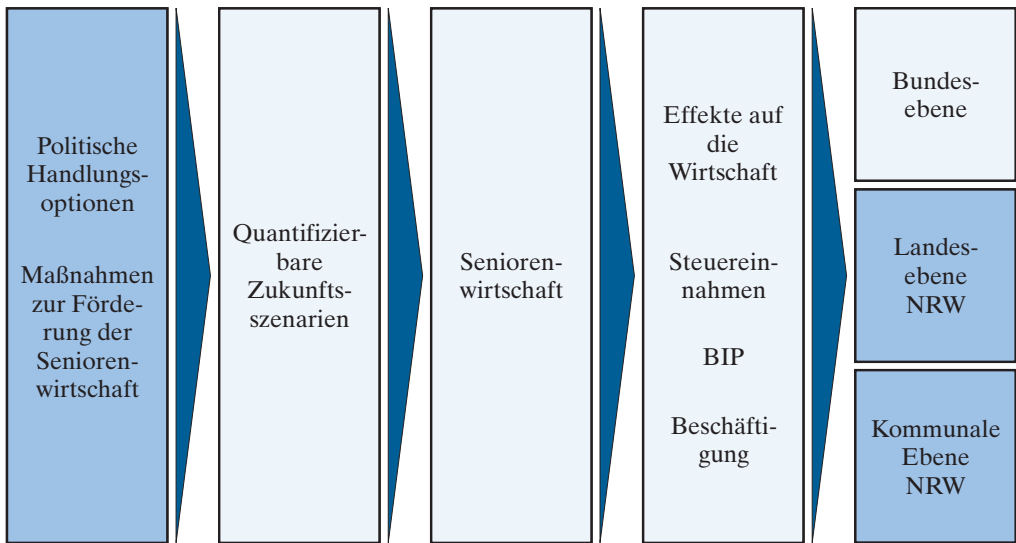 Politische
Handlungs-
optionen
Maßnahmen
zur Förde-
rung der
Senioren-
wirtschaft
Quantifizier-
bare
Zukunfts-
szenarien
Senioren-
wirtschaft
Effekte auf
die
Wirtschaft
Steuerein-
nahmen
BIP
Beschäfti-
gung
Bundes-
ebene
Landes-
ebene
NRW
Kommunale
Ebene
NRW